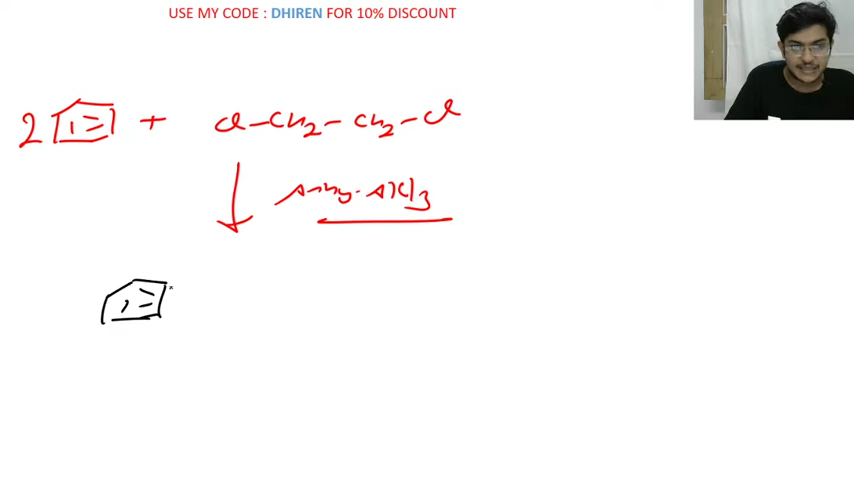 USE MY CODE : DHIREN FOR 10% DISCOUNT
2 + Cl-CH2-CH2-Cl
Anhy. AlCl3